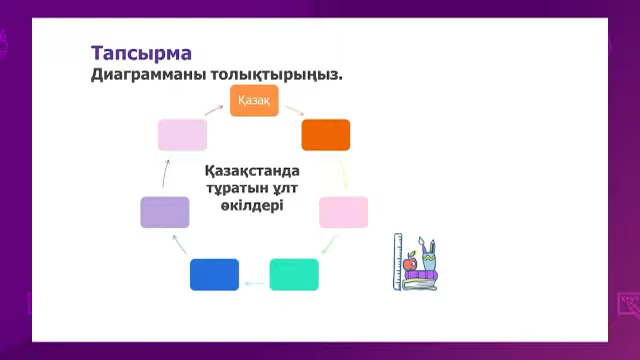 Тапсырма
Диаграмманы толықтырыңыз.
Қазақ
Қазақстанда
тұратын ұлт
өкілдері